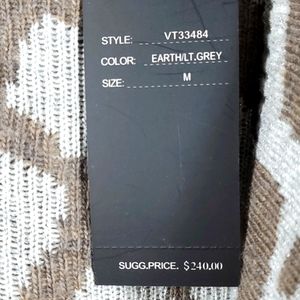 STYLE: VT33484
COLOR: EARTH/LT.GREY
SIZE: M
SUGG.PRICE. $240.00